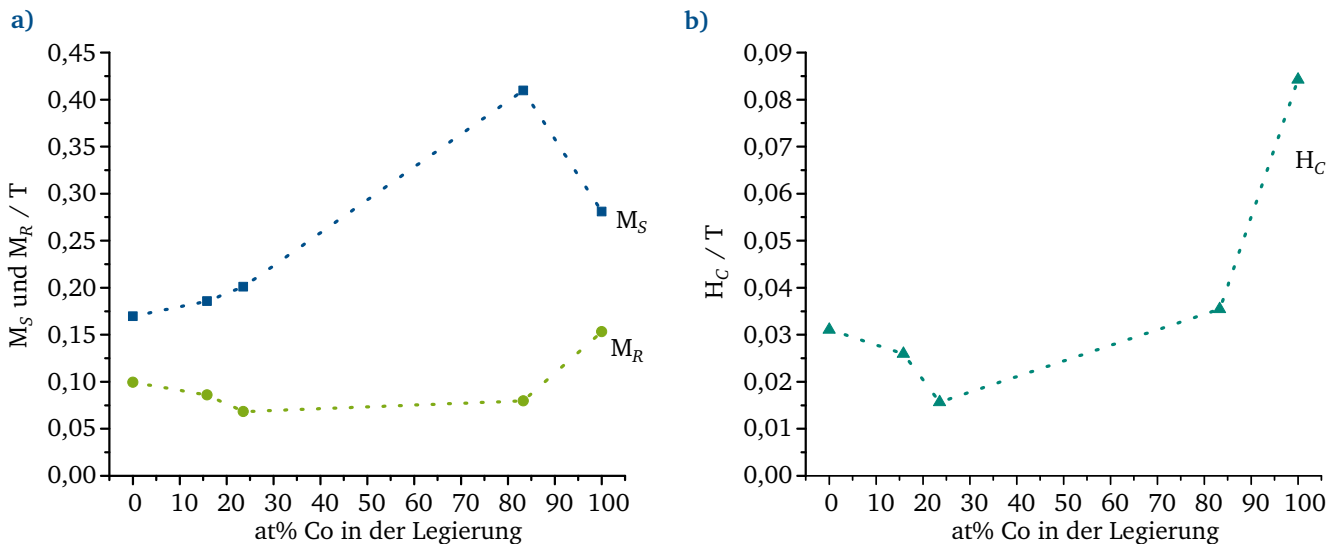 a)
0,45
0,40
0,35
0,30
0,25
0,20
0,15
0,10
0,05
0,00
M_S und M_R / T
M_S
M_R
0 10 20 30 40 50 60 70 80 90 100
at% Co in der Legierung
b)
0,09
0,08
0,07
0,06
0,05
0,04
0,03
0,02
0,01
0,00
H_C / T
H_C
0 10 20 30 40 50 60 70 80 90 100
at% Co in der Legierung